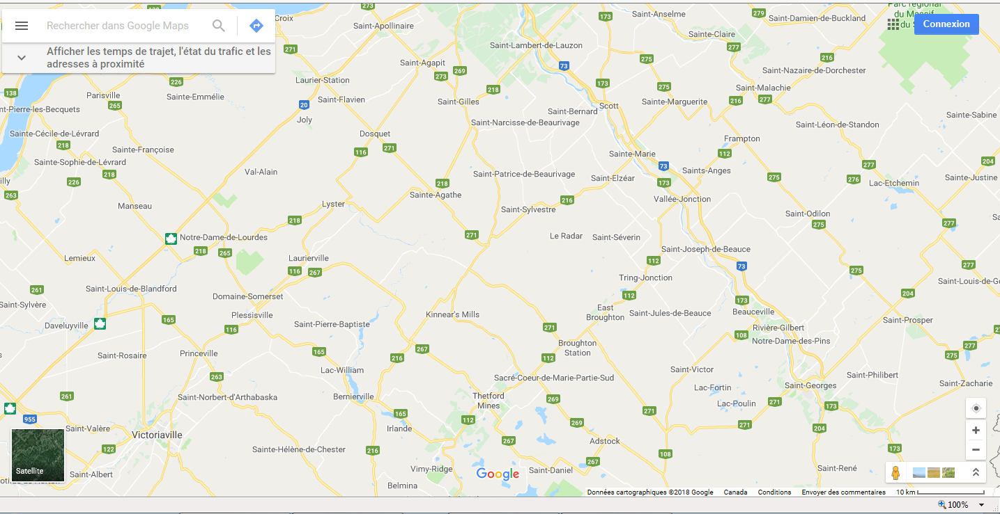 273
Saint-Anselme
279
Parc régional
du Massif
du S
Rechercher dans Google Maps
Croix
Saint-Apollinaire
173
Saint-Damien-de-Buckland
Connexion
Sainte-Claire
Afficher les temps de trajet, l'état du trafic et les
adresses à proximité
271
Saint-Lambert-de-Lauzon
277
275
216
Saint-Agapit
73
269
273
Saint-Nazaire-de-Dorchester
226
Laurier-Station
173
275
Saint-Malachie
138
Parisville
Sainte-Emmélie
218
265
20
Saint-Flavien
Saint-Gilles
Scott
Sainte-Marguerite
216
277
nt-Pierre-les-Becquets
Joly
Saint-Bernard
Sainte-Sabine
Saint-Narcisse-de-Beaurivage
Saint-Léon-de-Standon
Sainte-Cécile-de-Lévrard
Dosquet
Frampton
218
Sainte-Françoise
116
271
Sainte-Marie
112
Sainte-Sophie-de-Lévrard
73
277
204
218
Val-Alain
Saint-Patrice-de-Beaurivage
Saint-Elzéar
Saints-Anges
275
276
Sainte-Justine
illy
226
218
173
Lac-Etchemin
263
Sainte-Agathe
216
Vallée-Jonction
Manseau
Lyster
Saint-Sylvestre
Saint-Odilon
218
275
277
271
Le Radar
Saint-Séverin
Notre-Dame-de-Lourdes
218
265
Saint-Joseph-de-Beauce
Lemieux
Laurierville
112
73
277
116
267
275
Tring-Jonction
Saint-Louis-de-Go
261
Saint-Louis-de-Blandford
204
Domaine-Somerset
112
173
Saint-Sylvère
Plessisville
Kinnear's Mills
East
Broughton
Saint-Jules-de-Beauce
Beauceville
Daveluyville
165
Saint-Pierre-Baptiste
Saint-Prosper
116
271
Rivière-Gilbert
108
Notre-Dame-des-Pins
Broughton
Station
277
Saint-Rosaire
Princeville
165
267
216
112
275
Lac-William
Saint-Victor
263
Sacré-Coeur-de-Marie-Partie-Sud
Saint-Philibert
Lac-Fortin
Saint-Georges
Saint-Zacharie
261
Saint-Norbert-d'Arthabaska
Bernierville
Thetford
Mines
269
Lac-Poulin
271
173
271
165
955
112
269
271
204
Saint-Valère
Irlande
Victoriaville
267
Adstock
122
Sainte-Hélène-de-Chester
216
108
173
267
Satellite
Saint-Albert
Vimy-Ridge
Google
Saint-Daniel
Saint-René
Belmina
Données cartographiques ©2018 Google Canada Conditions Envoyer des commentaires 10 km
100%